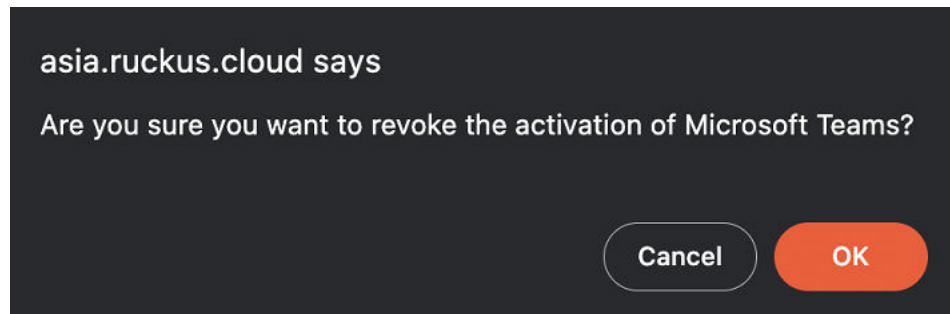 asia.ruckus.cloud says
Are you sure you want to revoke the activation of Microsoft Teams?
Cancel
OK